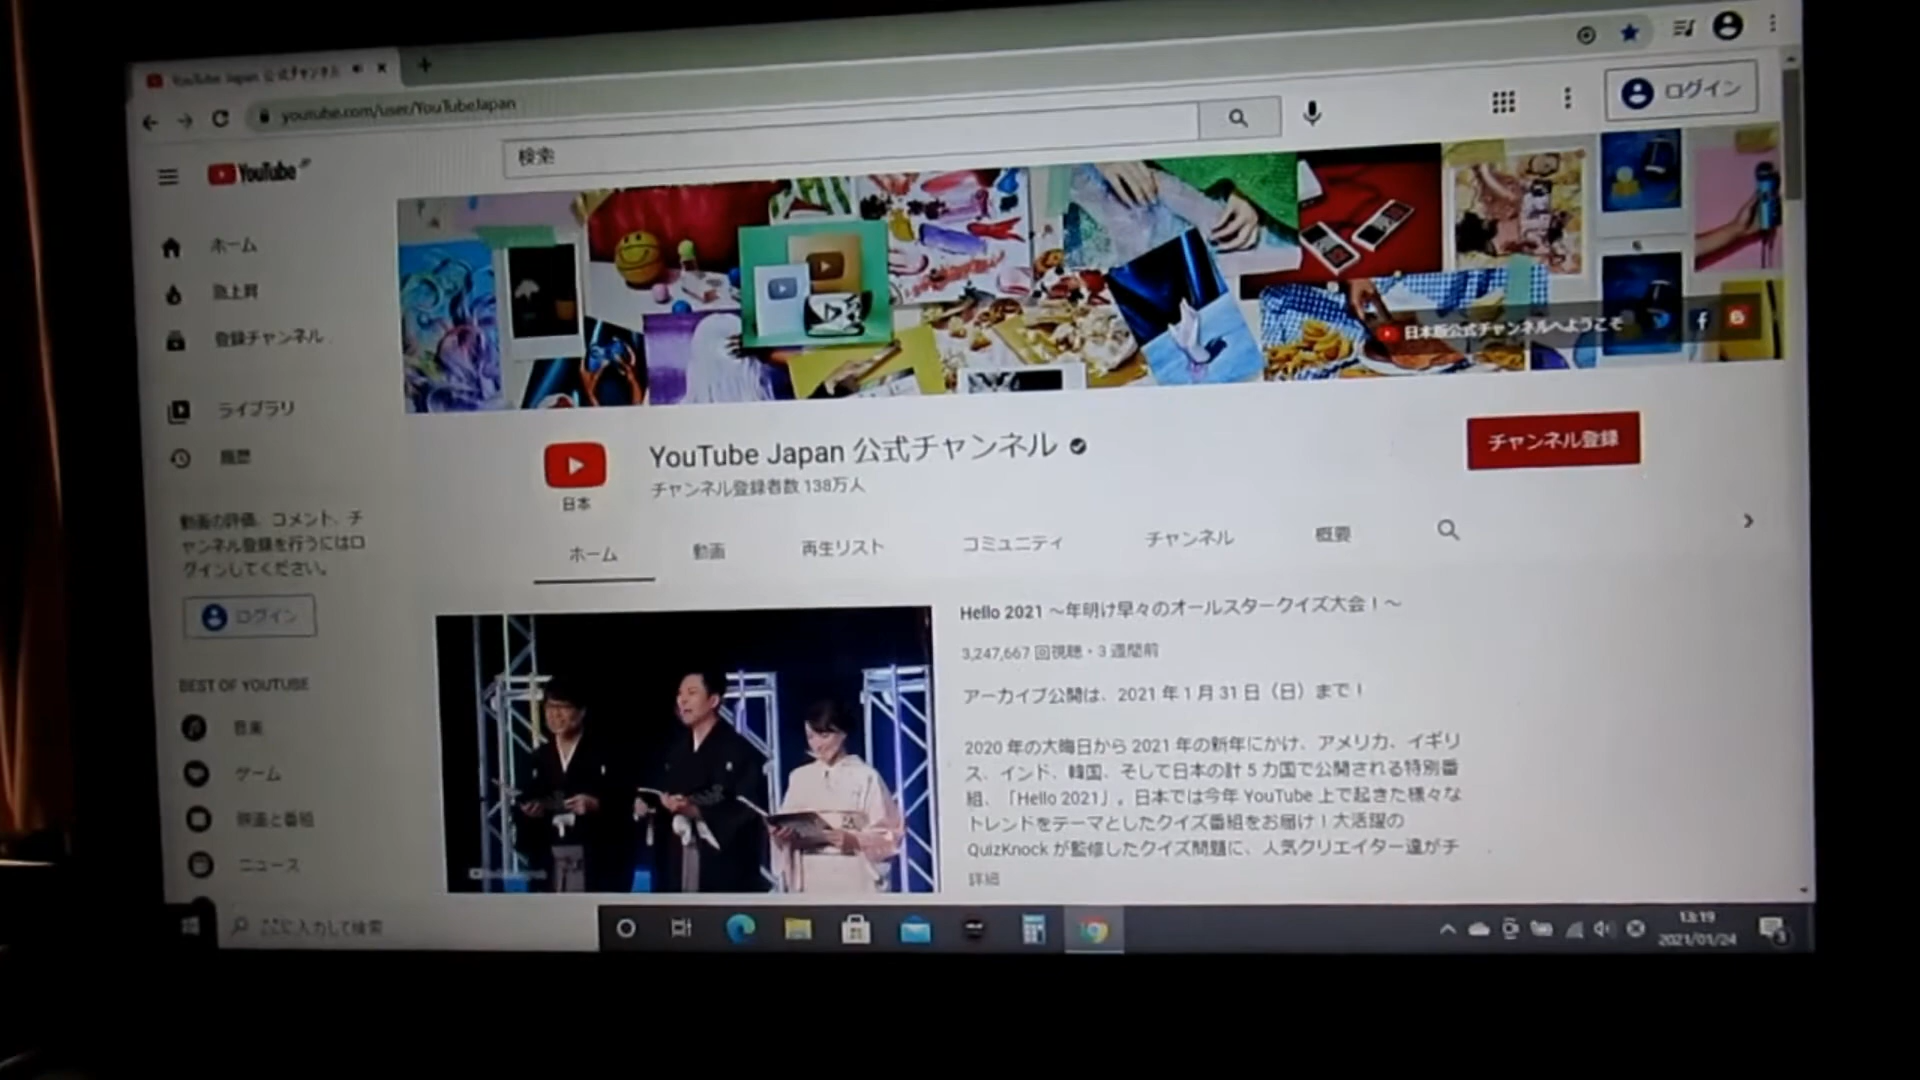 YouTube Japan 公式チャンネル
youtube.com/user/YouTubeJapan
YouTube JP
検索
ログイン
ホーム
急上昇
登録チャンネル
ライブラリ
履歴
動画の評価、コメント、チ
ャンネル登録を行うにはロ
グインしてください。
ログイン
BEST OF YOUTUBE
音楽
ゲーム
映画と番組
ニュース
日本版公式チャンネルへようこそ
日本
YouTube Japan 公式チャンネル
チャンネル登録者数 138万人
チャンネル登録
ホーム
動画
再生リスト
コミュニティ
チャンネル
概要
Hello 2021 ～年明け早々のオールスタークイズ大会！～
3,247,667 回視聴・3 週間前
アーカイブ公開は、2021 年 1 月 31 日（日）まで！
2020 年の大晦日から 2021 年の新年にかけ、アメリカ、イギリ
ス、インド、韓国、そして日本の計 5 カ国で公開される特別番
組、「Hello 2021」。日本では今年 YouTube 上で起きた様々な
トレンドをテーマとしたクイズ番組をお届け！大活躍の
QuizKnock が監修したクイズ問題に、人気クリエイター達がチ
詳細
ここに入力して検索
13:19
2021/01/24
3